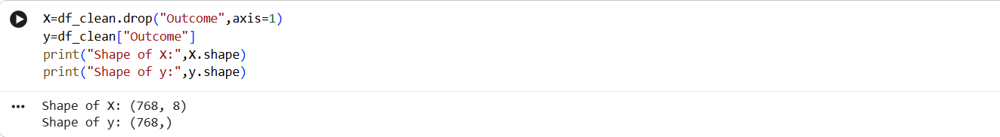 X=df_clean.drop("Outcome",axis=1)
y=df_clean["Outcome"]
print("Shape of X:",X.shape)
print("Shape of y:",y.shape)
Shape of X: (768, 8)
Shape of y: (768,)